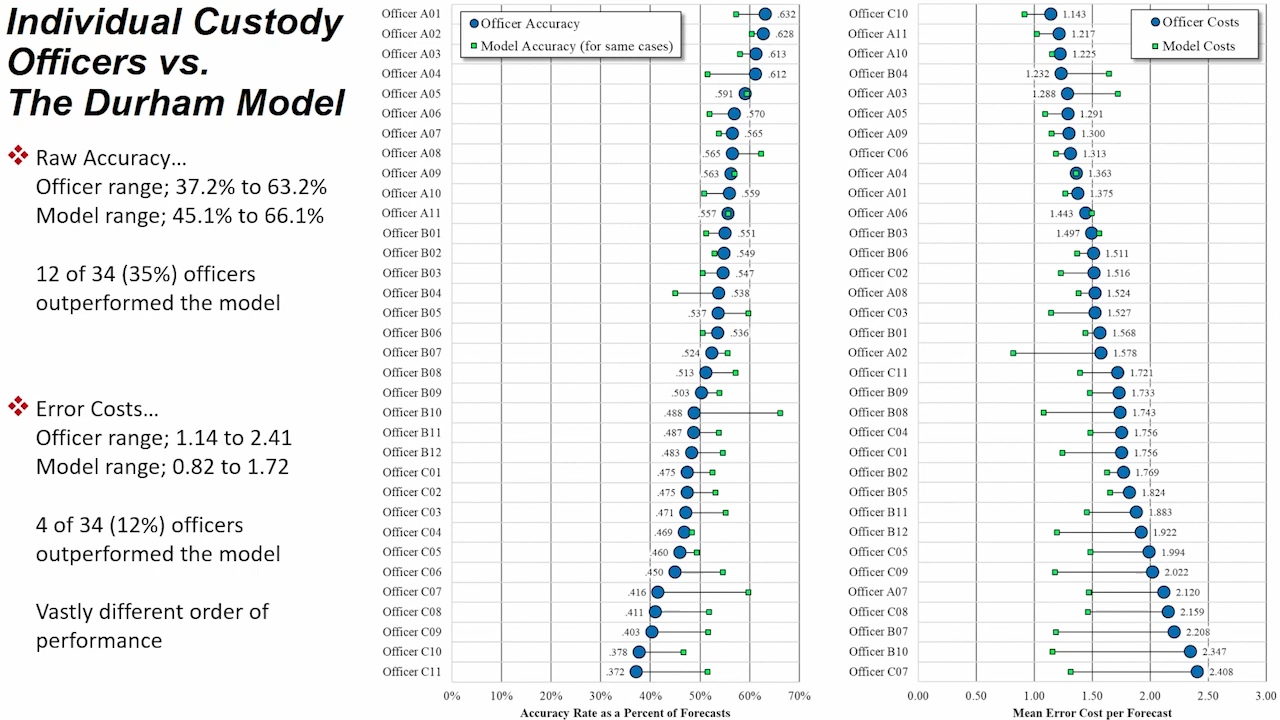 Individual Custody
Officers vs.
The Durham Model
Raw Accuracy…
Officer range; 37.2% to 63.2%
Model range; 45.1% to 66.1%
12 of 34 (35%) officers
outperformed the model
Error Costs…
Officer range; 1.14 to 2.41
Model range; 0.82 to 1.72
4 of 34 (12%) officers
outperformed the model
Vastly different order of
performance
Officer Accuracy
Model Accuracy (for same cases)
Officer A01 .632
Officer A02 .628
Officer A03 .613
Officer A04 .612
Officer A05 .591
Officer A06 .570
Officer A07 .565
Officer A08 .565
Officer A09 .563
Officer A10 .559
Officer A11 .557
Officer B01 .551
Officer B02 .549
Officer B03 .547
Officer B04 .538
Officer B05 .537
Officer B06 .536
Officer B07 .524
Officer B08 .513
Officer B09 .503
Officer B10 .488
Officer B11 .487
Officer B12 .483
Officer C01 .475
Officer C02 .475
Officer C03 .471
Officer C04 .469
Officer C05 .460
Officer C06 .450
Officer C07 .416
Officer C08 .411
Officer C09 .403
Officer C10 .378
Officer C11 .372
0% 10% 20% 30% 40% 50% 60% 70%
Accuracy Rate as a Percent of Forecasts
Officer Costs
Model Costs
Officer C10 1.143
Officer A11 1.217
Officer A10 1.225
Officer B04 1.232
Officer A03 1.288
Officer A05 1.291
Officer A09 1.300
Officer C06 1.313
Officer A04 1.363
Officer A01 1.375
Officer A06 1.443
Officer B03 1.497
Officer B06 1.511
Officer C02 1.516
Officer A08 1.524
Officer C03 1.527
Officer B01 1.568
Officer A02 1.578
Officer C11 1.721
Officer B09 1.733
Officer B08 1.743
Officer C04 1.756
Officer C01 1.756
Officer B02 1.769
Officer B05 1.824
Officer B11 1.883
Officer B12 1.922
Officer C05 1.994
Officer C09 2.022
Officer A07 2.120
Officer C08 2.159
Officer B07 2.208
Officer B10 2.347
Officer C07 2.408
0.00 0.50 1.00 1.50 2.00 2.50 3.00
Mean Error Cost per Forecast